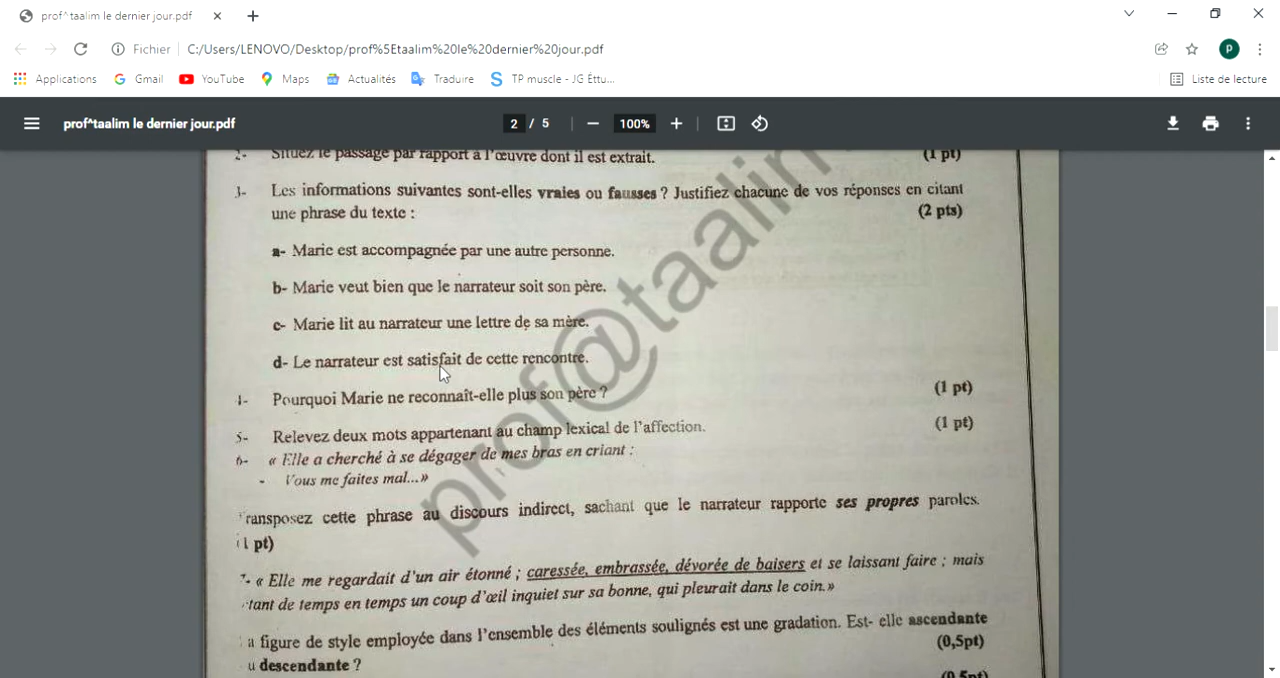 prof^taalim le dernier jour.pdf
Fichier C:/Users/LENOVO/Desktop/prof%5Etaalim%20le%20dernier%20jour.pdf
P
Applications Gmail YouTube Maps Actualités Traduire TP muscle - JG Éttu... Liste de lecture
prof^taalim le dernier jour.pdf 2 / 5 100%
2- Situez le passage par rapport à l'œuvre dont il est extrait. (1 pt)
3- Les informations suivantes sont-elles vraies ou fausses ? Justifiez chacune de vos réponses en citant
une phrase du texte : (2 pts)
a- Marie est accompagnée par une autre personne.
b- Marie veut bien que le narrateur soit son père.
c- Marie lit au narrateur une lettre de sa mère.
d- Le narrateur est satisfait de cette rencontre.
4- Pourquoi Marie ne reconnaît-elle plus son père ? (1 pt)
5- Relevez deux mots appartenant au champ lexical de l'affection. (1 pt)
6- « Elle a cherché à se dégager de mes bras en criant :
- Vous me faites mal...»
Transposez cette phrase au discours indirect, sachant que le narrateur rapporte ses propres paroles.
(1 pt)
7- « Elle me regardait d'un air étonné ; caressée, embrassée, dévorée de baisers et se laissant faire ; mais
tant de temps en temps un coup d'œil inquiet sur sa bonne, qui pleurait dans le coin.»
a figure de style employée dans l'ensemble des éléments soulignés est une gradation. Est- elle ascendante
u descendante ? (0,5pt)
(0,5pt)
prof@taalim